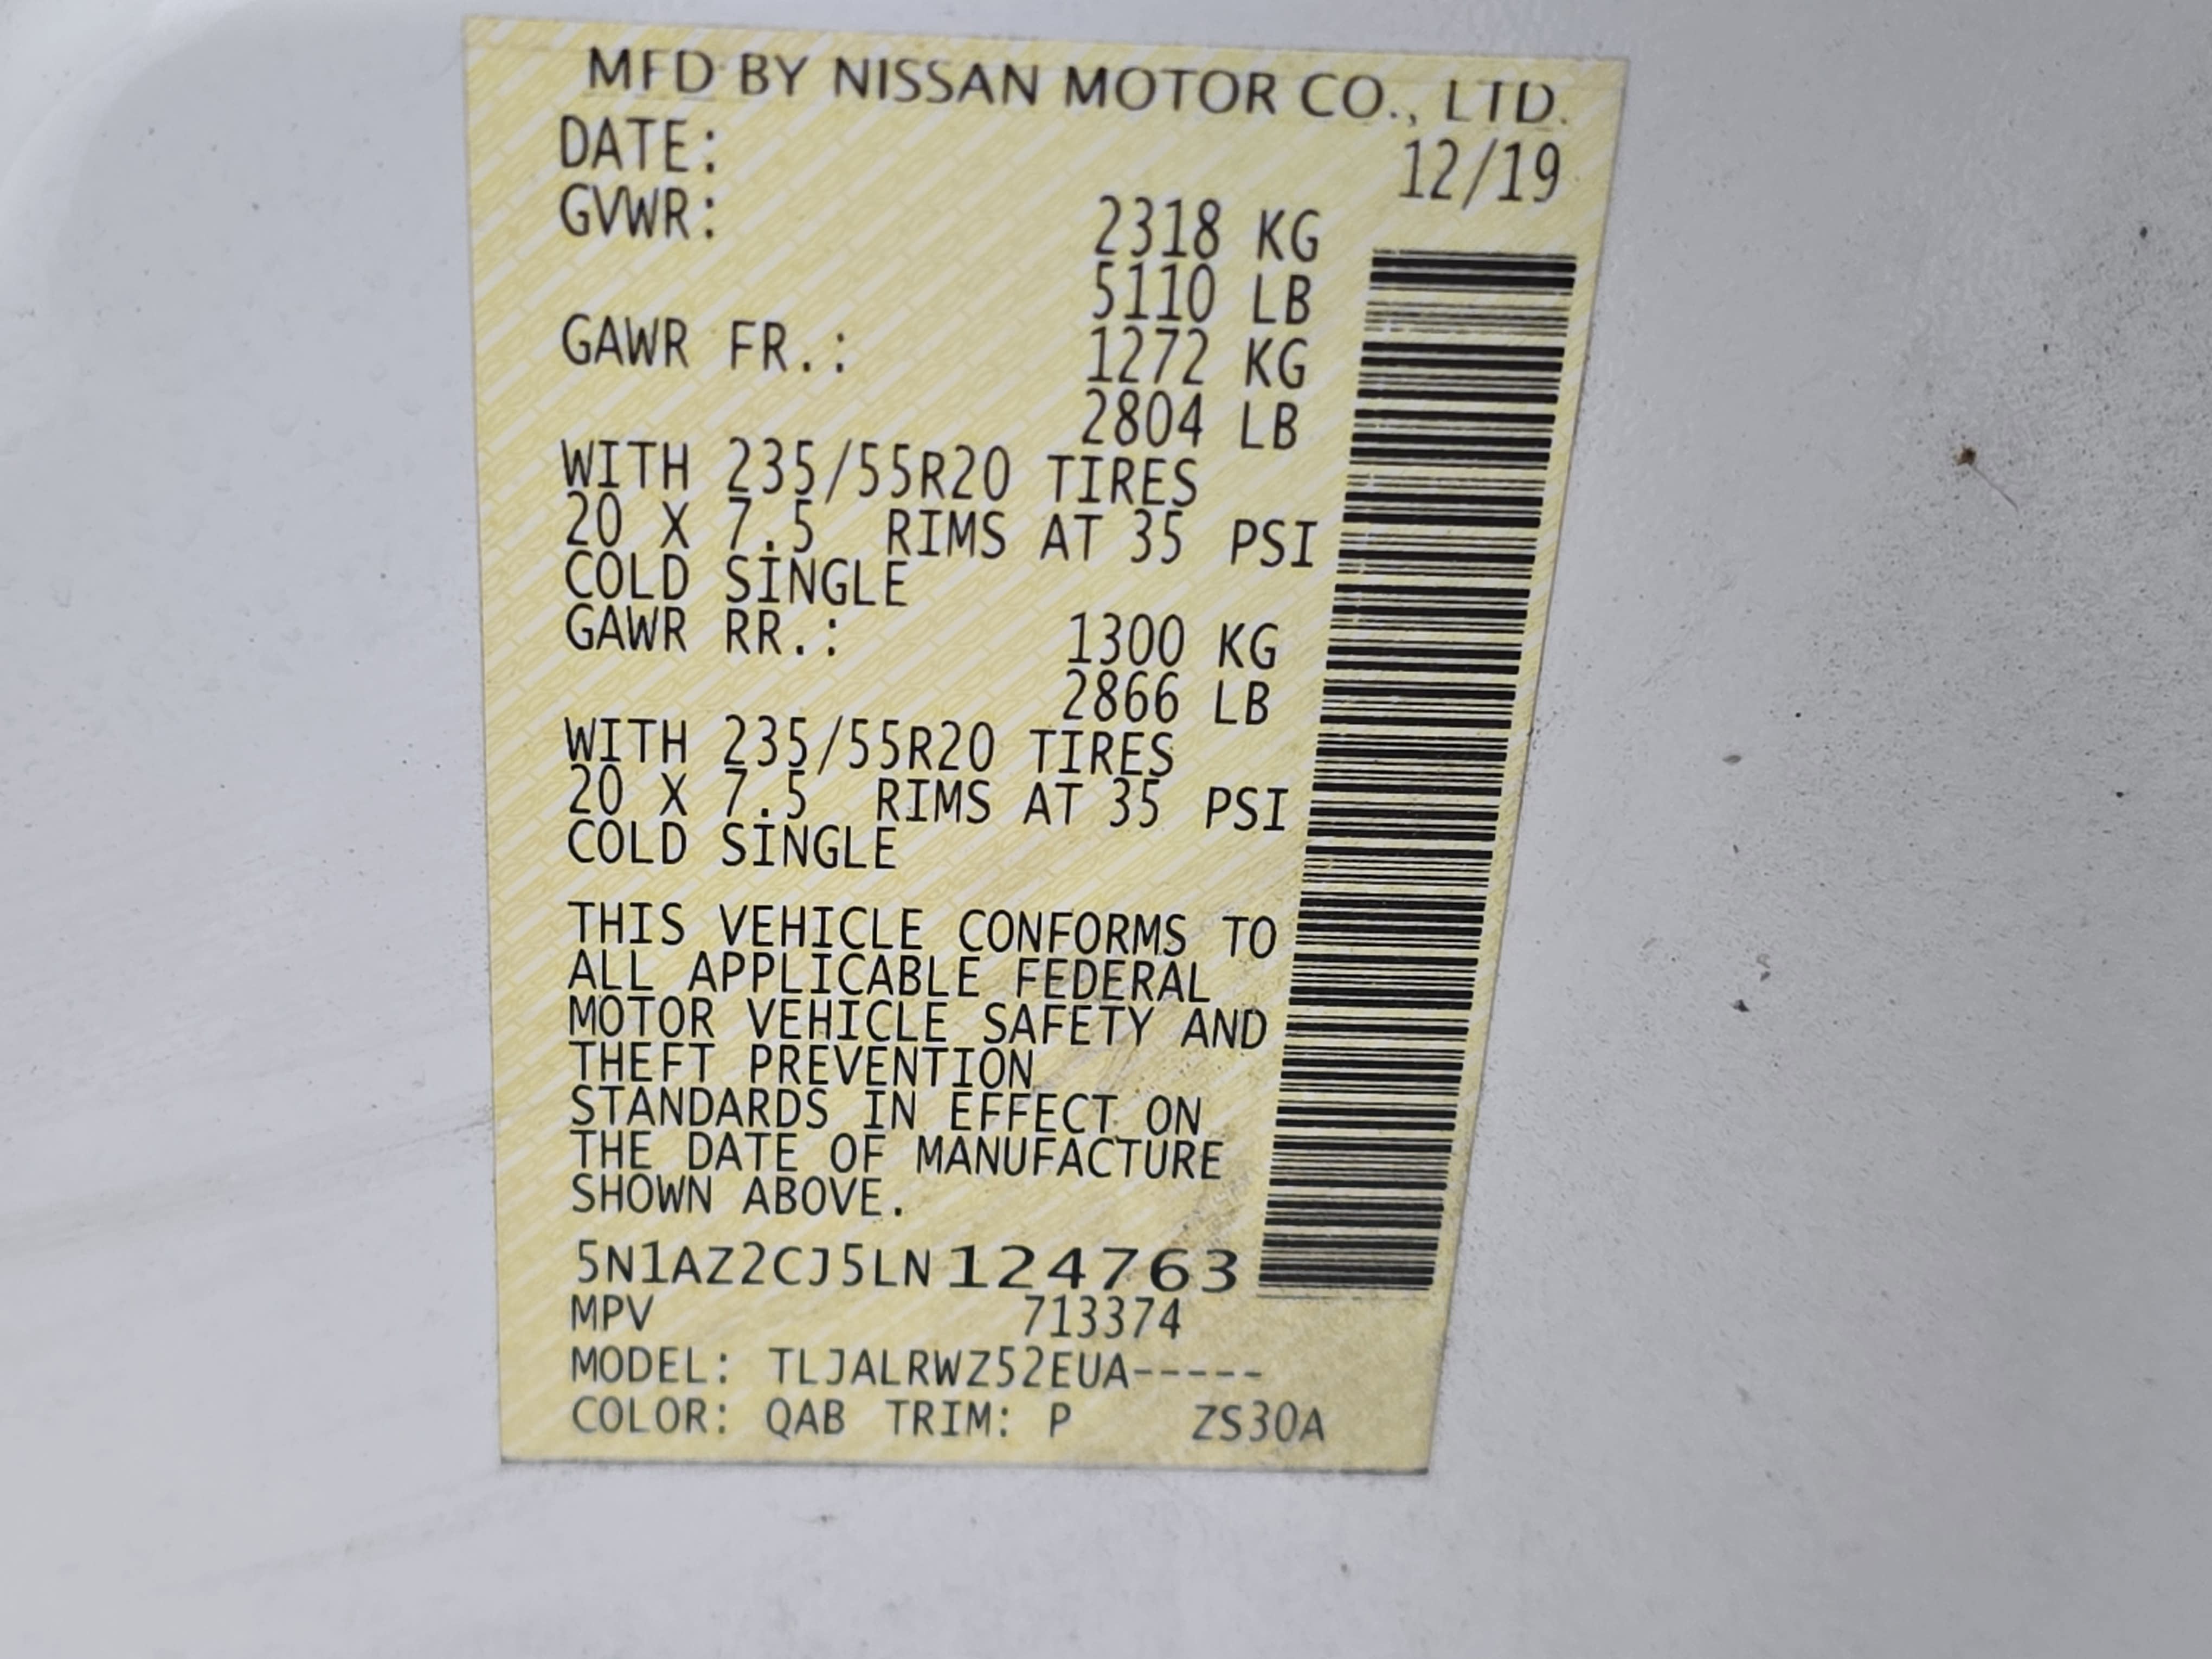 MFD BY NISSAN MOTOR CO., LTD.
DATE: 12/19
GVWR: 2318 KG
5110 LB
GAWR FR.: 1272 KG
2804 LB
WITH 235/55R20 TIRES
20 X 7.5 RIMS AT 35 PSI
COLD SINGLE
GAWR RR.: 1300 KG
2866 LB
WITH 235/55R20 TIRES
20 X 7.5 RIMS AT 35 PSI
COLD SINGLE
THIS VEHICLE CONFORMS TO
ALL APPLICABLE FEDERAL
MOTOR VEHICLE SAFETY AND
THEFT PREVENTION
STANDARDS IN EFFECT ON
THE DATE OF MANUFACTURE
SHOWN ABOVE.
5N1AZ2CJ5LN124763
MPV 713374
MODEL: TLJALRWZ52EUA-----
COLOR: QAB TRIM: P ZS30A